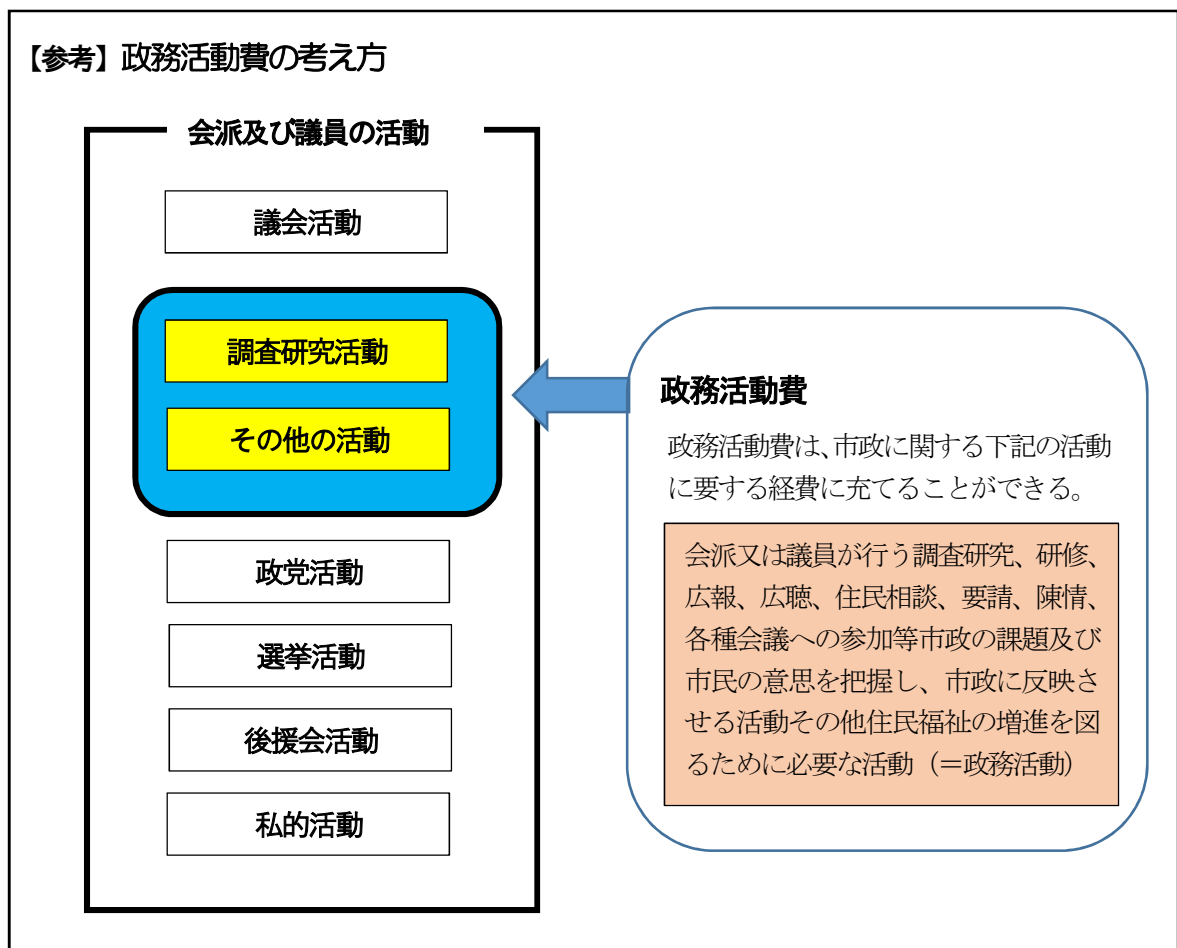 【参考】政務活動費の考え方
会派及び議員の活動
議会活動
調査研究活動
その他の活動
政党活動
選挙活動
後援会活動
私的活動
政務活動費
政務活動費は、市政に関する下記の活動
に要する経費に充てることができる。
会派又は議員が行う調査研究、研修、
広報、広聴、住民相談、要請、陳情、
各種会議への参加等市政の課題及び
市民の意思を把握し、市政に反映さ
せる活動その他住民福祉の増進を図
るために必要な活動（＝政務活動）